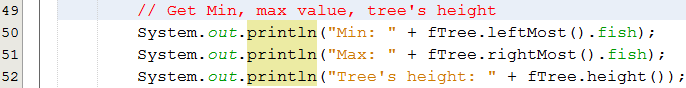 49 // Get Min, max value, tree's height
50 System.out.println("Min: " + fTree.leftMost().fish);
51 System.out.println("Max: " + fTree.rightMost().fish);
52 System.out.println("Tree's height: " + fTree.height());